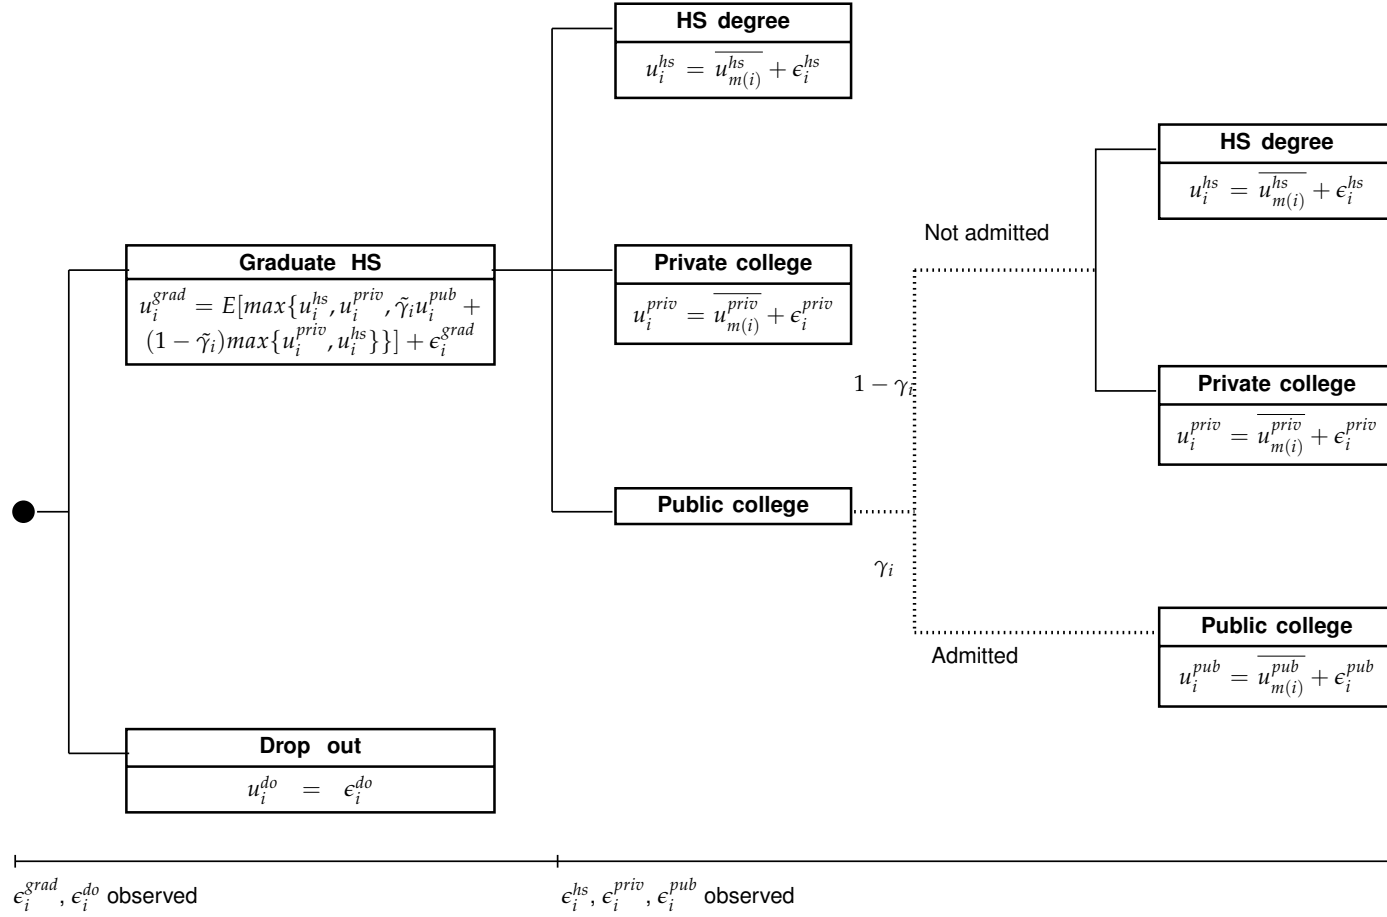 HS degree
$u_i^{hs} = \overline{u_{m(i)}^{hs}} + \epsilon_i^{hs}$
HS degree
$u_i^{hs} = \overline{u_{m(i)}^{hs}} + \epsilon_i^{hs}$
Not admitted
Graduate HS
$u_i^{grad} = E[max\{u_i^{hs}, u_i^{priv}, \tilde{\gamma}_i u_i^{pub} +$
$(1 - \tilde{\gamma}_i)max\{u_i^{priv}, u_i^{hs}\}\}] + \epsilon_i^{grad}$
Private college
$u_i^{priv} = \overline{u_{m(i)}^{priv}} + \epsilon_i^{priv}$
$1 - \gamma_i$
Private college
$u_i^{priv} = \overline{u_{m(i)}^{priv}} + \epsilon_i^{priv}$
Public college
$\gamma_i$
Admitted
Public college
$u_i^{pub} = \overline{u_{m(i)}^{pub}} + \epsilon_i^{pub}$
Drop out
$u_i^{do} = \epsilon_i^{do}$
$\epsilon_i^{grad}, \epsilon_i^{do}$ observed
$\epsilon_i^{hs}, \epsilon_i^{priv}, \epsilon_i^{pub}$ observed